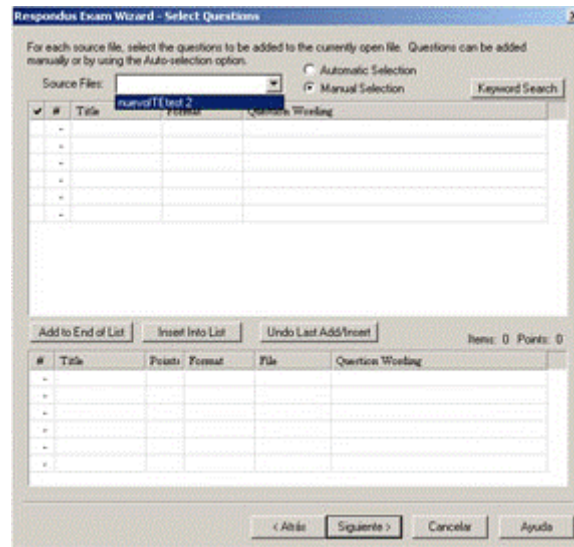 Respondus Exam Wizard - Select Questions
For each source file, select the questions to be added to the currently open file. Questions can be added
manually or by using the Auto-selection option.
Automatic Selection
Source Files:
Manual Selection
Keyword Search
nuevoTEtest 2
# Title Format Question Wording
Add to End of List Insert Into List Undo Last Add/Insert
Items: 0 Points: 0
# Title Points Format File Question Wording
< Atrás Siguiente > Cancelar Ayuda